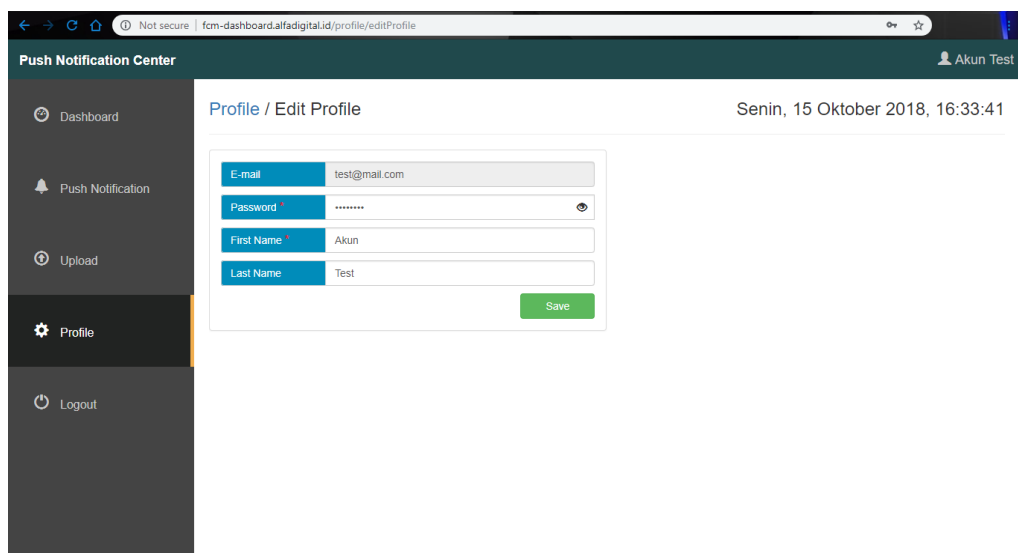 Not secure | fcm-dashboard.alfadigital.id/profile/editProfile
Push Notification Center
Akun Test
Dashboard
Profile / Edit Profile
Senin, 15 Oktober 2018, 16:33:41
E-mail test@mail.com
Push Notification
Password * ••••••••
First Name * Akun
Upload
Last Name Test
Save
Profile
Logout